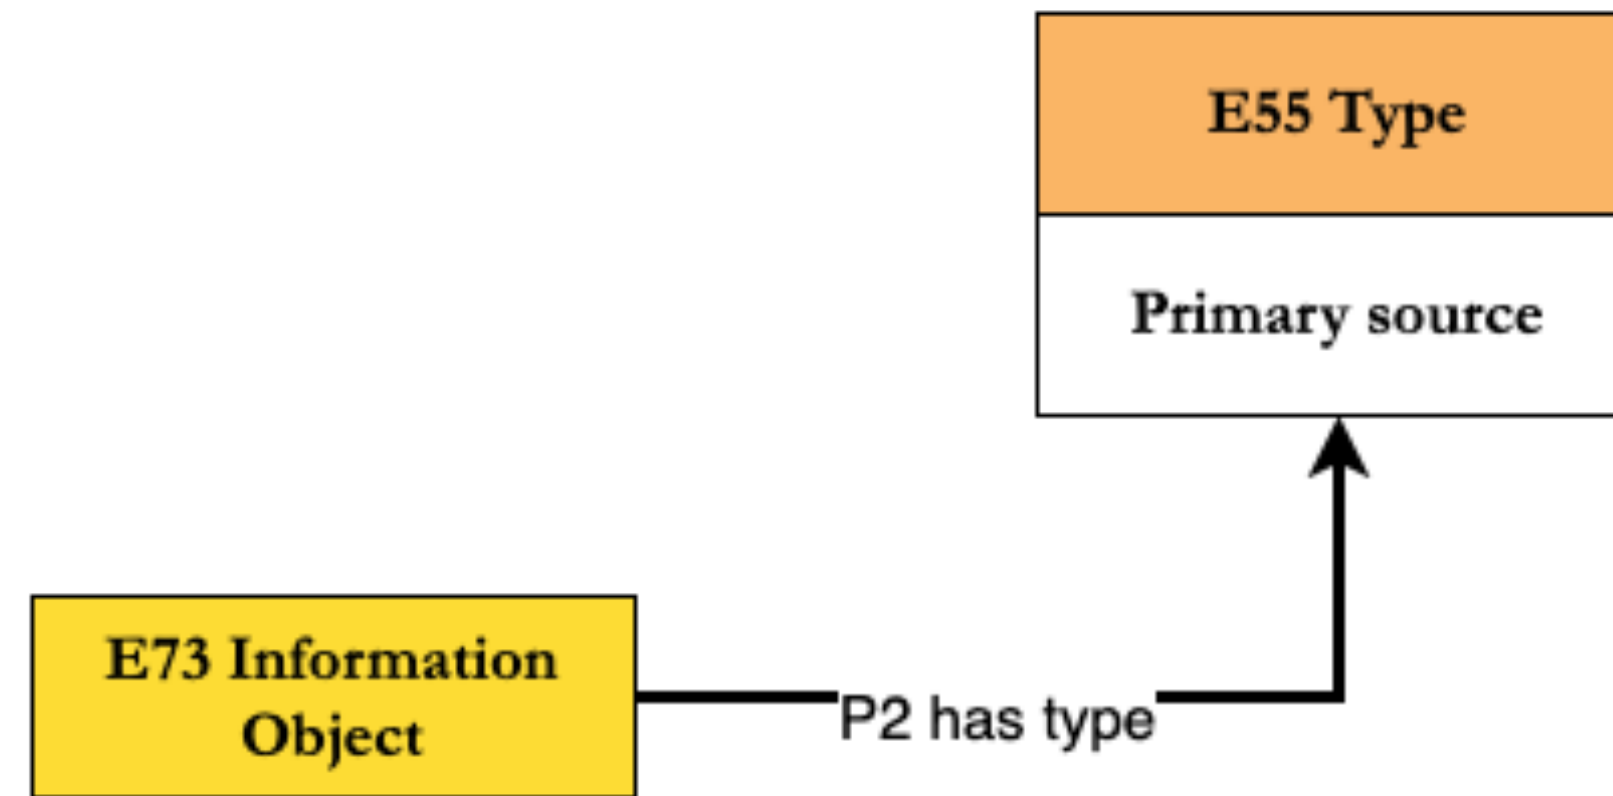 E55 Type
Primary source
E73 Information
Object
P2 has type